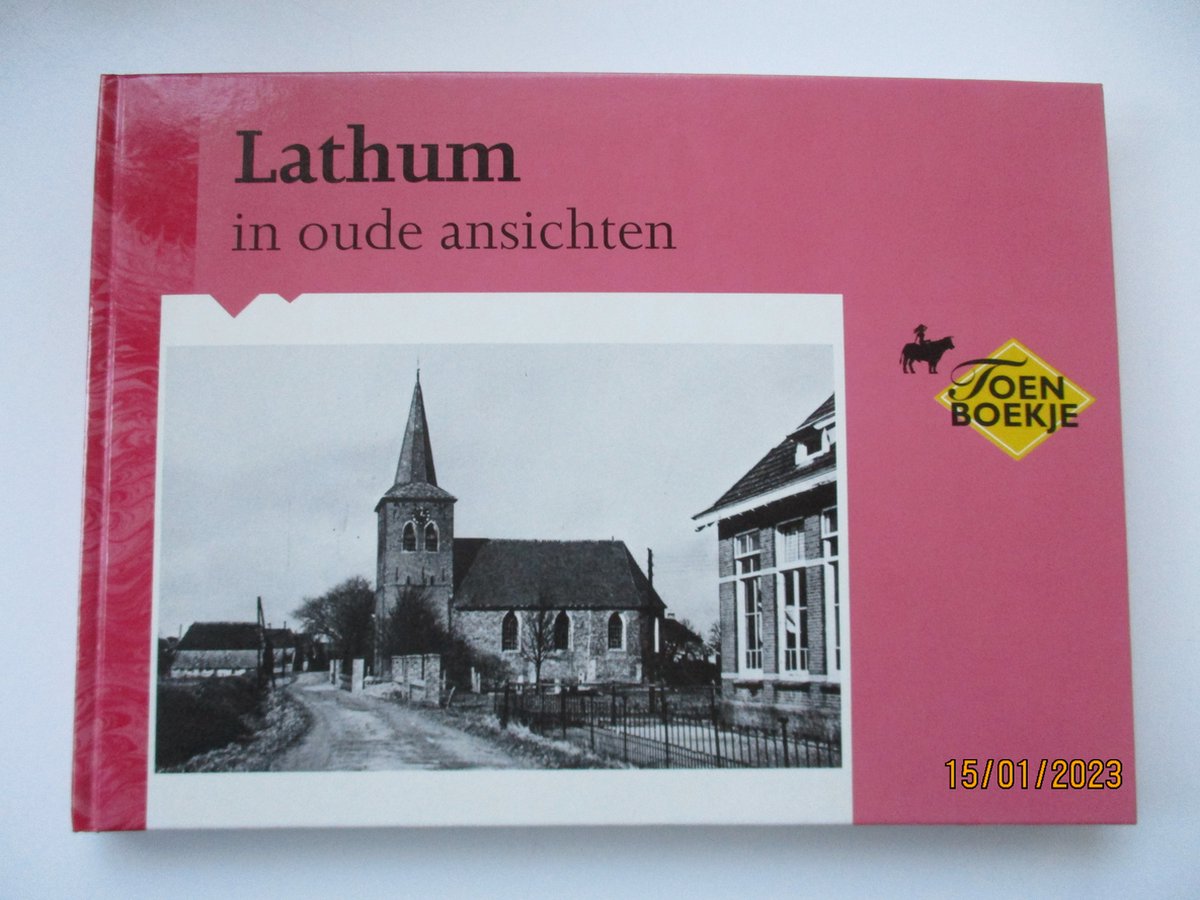 Lathum
in oude ansichten
TOEN
BOEKJE
15/01/2023